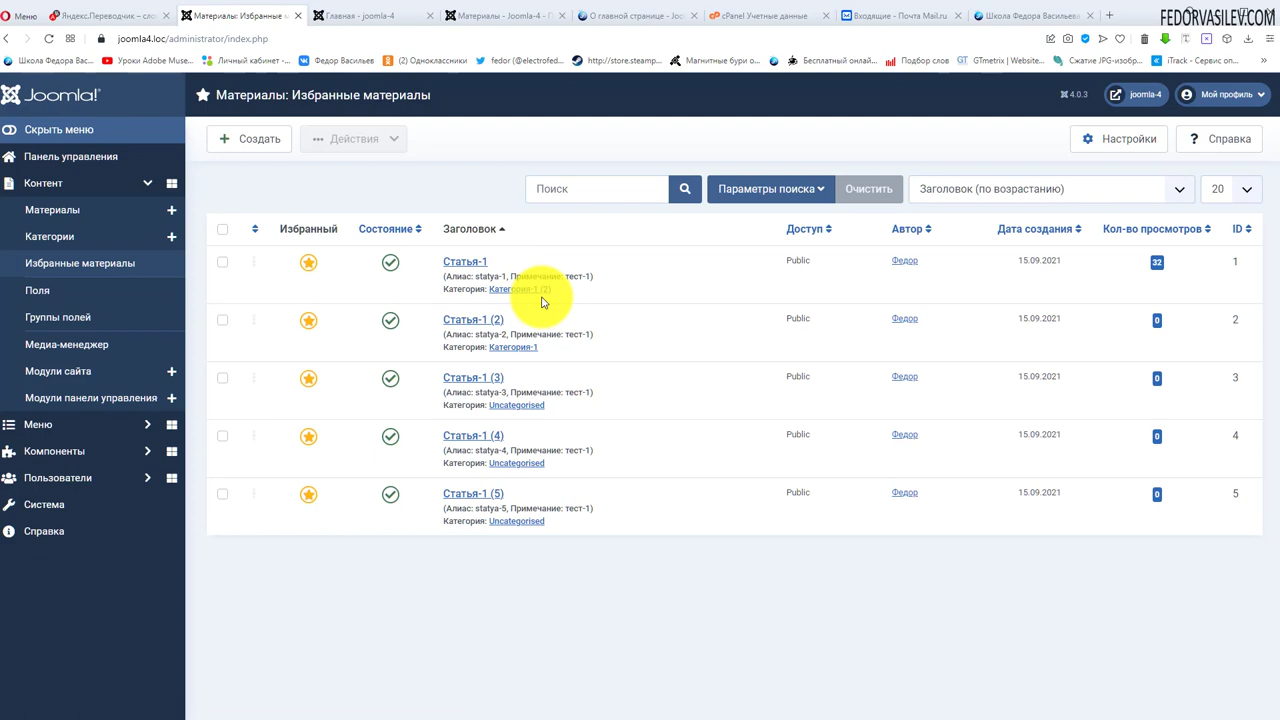 Меню
Яндекс.Переводчик – сло
Материалы: Избранные м
Главная - joomla-4
Материалы - Joomla-4 - П
О главной странице - Joo
cPanel Учетные данные
Входящие - Почта Mail.ru
Школа Федора Васильева
FEDORVASILEV.COM
joomla4.loc/administrator/index.php
Школа Федора Вас...
Уроки Adobe Muse...
Личный кабинет -...
Федор Васильев
(2) Одноклассники
fedor (@electrofed...
http://store.steamp...
Магнитные бури о...
Бесплатный онлай...
Подбор слов
GTmetrix | Website...
Сжатие JPG-изобр...
iTrack - Сервис оп...
Joomla!
Материалы: Избранные материалы
4.0.3
joomla-4
Мой профиль
Скрыть меню
Панель управления
Контент
Материалы
Категории
Избранные материалы
Поля
Группы полей
Медиа-менеджер
Модули сайта
Модули панели управления
Меню
Компоненты
Пользователи
Система
Справка
Создать
Действия
Настройки
Справка
Поиск
Параметры поиска
Очистить
Заголовок (по возрастанию)
20
Избранный Состояние Заголовок Доступ Автор Дата создания Кол-во просмотров ID
Статья-1 Public Федор 15.09.2021 32 1
(Алиас: statya-1, Примечание: тест-1)
Категория: Категория-1 (2)
Статья-1 (2) Public Федор 15.09.2021 0 2
(Алиас: statya-2, Примечание: тест-1)
Категория: Категория-1
Статья-1 (3) Public Федор 15.09.2021 0 3
(Алиас: statya-3, Примечание: тест-1)
Категория: Uncategorised
Статья-1 (4) Public Федор 15.09.2021 0 4
(Алиас: statya-4, Примечание: тест-1)
Категория: Uncategorised
Статья-1 (5) Public Федор 15.09.2021 0 5
(Алиас: statya-5, Примечание: тест-1)
Категория: Uncategorised